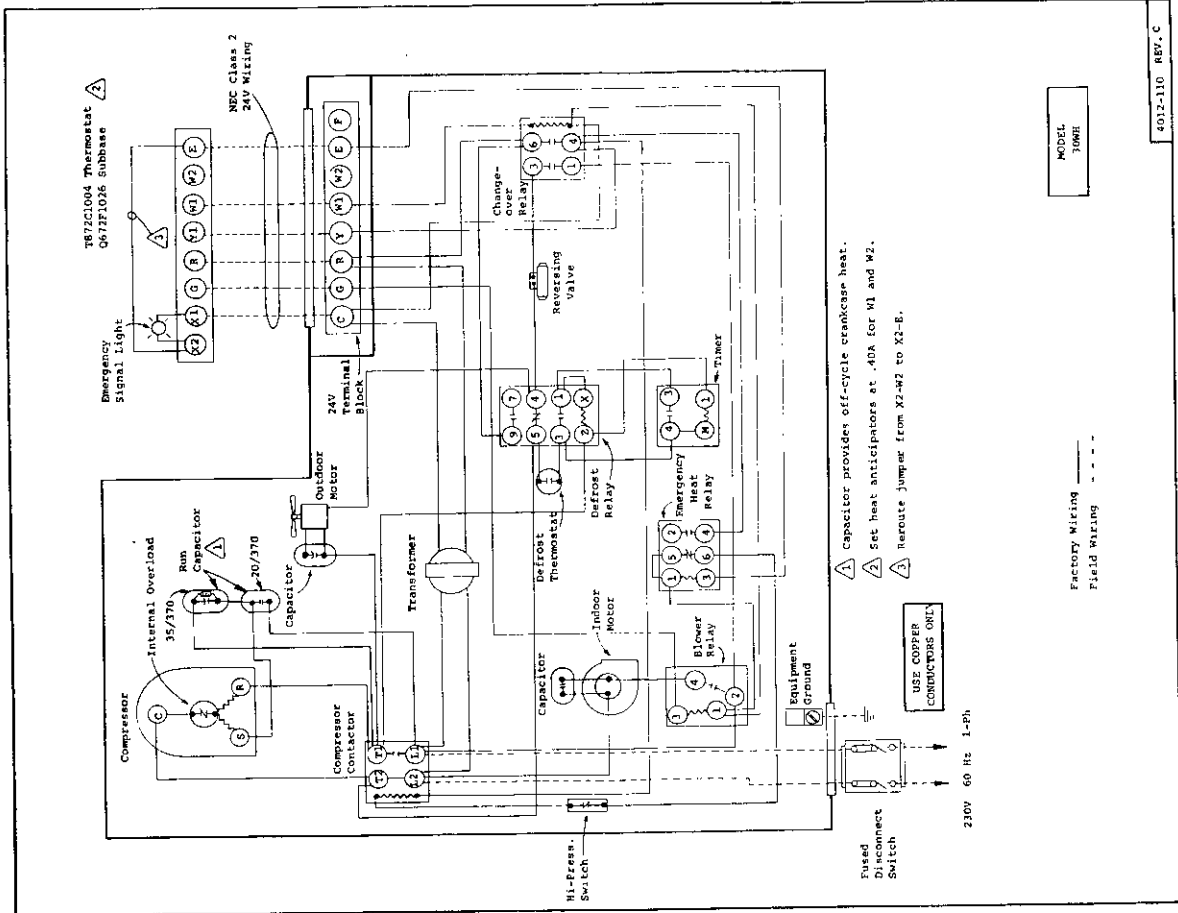 T872C1004 Thermostat 2
Q672F1026 Subbase
3
Emergency
Signal Light
X2 X1 G R Y1 W1 W2 E
NEC Class 2
24V Wiring
24V
Terminal
Block
C G R Y W1 W2 E F
Compressor
Internal Overload
C
S R
35/370
Run
Capacitor 1
20/370
Capacitor
Outdoor
Motor
Transformer
Compressor
Contactor
T2 T1
L2 L1
Hi-Press.
Switch
Defrost
Thermostat
Defrost
Relay
9 7
5 4
3 1
2 X
Reversing
Valve
Change-
over
Relay
3 6
1 4
Timer
4 3
M 1
Emergency
Heat
Relay
1 5 2
3 6 4
Capacitor
Indoor
Motor
Blower
Relay
4
3 1 2
Equipment
Ground
Fused
Disconnect
Switch
230V 60 Hz 1-Ph
USE COPPER
CONDUCTORS ONLY
1 Capacitor provides off-cycle crankcase heat.
2 Set heat anticipators at .40A for W1 and W2.
3 Reroute jumper from X2-W2 to X2-E.
Factory Wiring
Field Wiring
MODEL
30WH
4012-110 REV. C